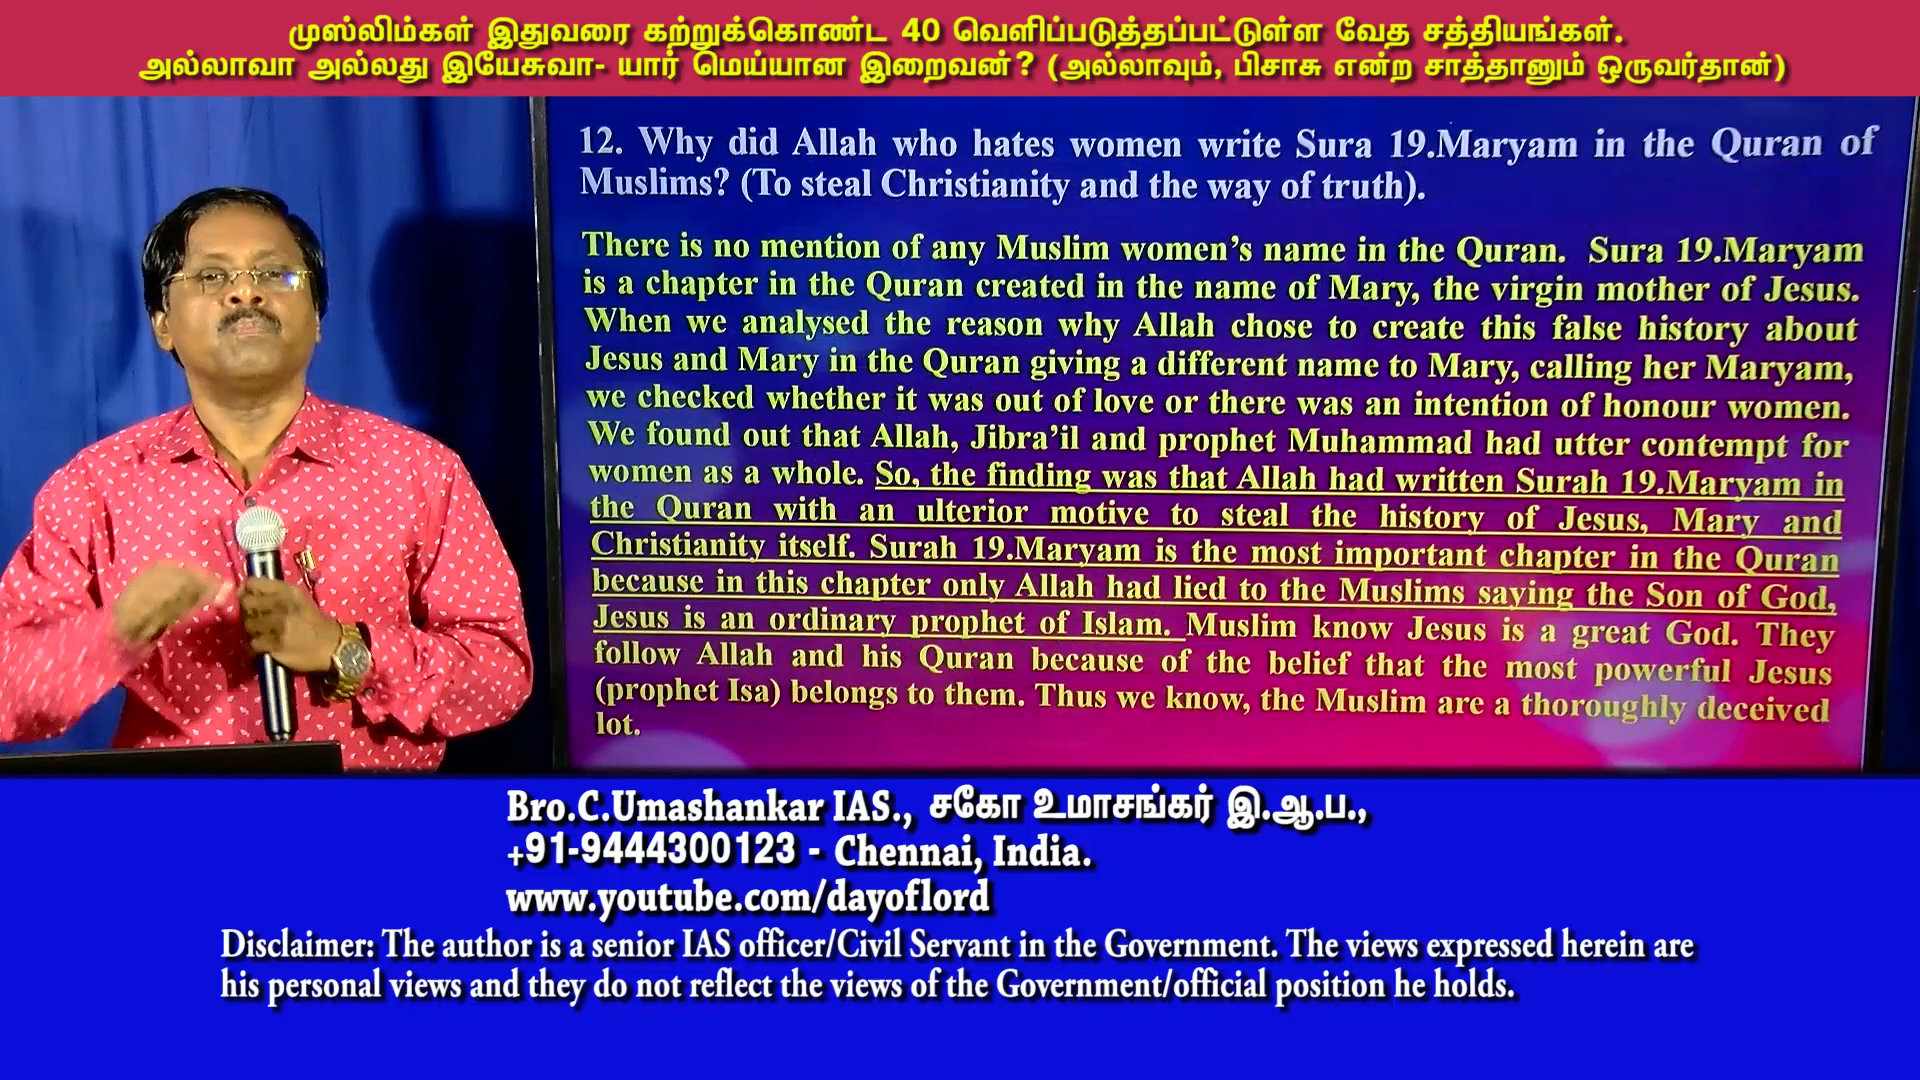 முஸ்லிம்கள் இதுவரை கற்றுக்கொண்ட 40 வெளிப்படுத்தப்பட்டுள்ள வேத சத்தியங்கள்.
அல்லாவா அல்லது இயேசுவா- யார் மெய்யான இறைவன்? (அல்லாவும், பிசாசு என்ற சாத்தானும் ஒருவர்தான்)
12. Why did Allah who hates women write Sura 19.Maryam in the Quran of
Muslims? (To steal Christianity and the way of truth).
There is no mention of any Muslim women’s name in the Quran. Sura 19.Maryam
is a chapter in the Quran created in the name of Mary, the virgin mother of Jesus.
When we analysed the reason why Allah chose to create this false history about
Jesus and Mary in the Quran giving a different name to Mary, calling her Maryam,
we checked whether it was out of love or there was an intention of honour women.
We found out that Allah, Jibra’il and prophet Muhammad had utter contempt for
women as a whole. So, the finding was that Allah had written Surah 19.Maryam in
the Quran with an ulterior motive to steal the history of Jesus, Mary and
Christianity itself. Surah 19.Maryam is the most important chapter in the Quran
because in this chapter only Allah had lied to the Muslims saying the Son of God,
Jesus is an ordinary prophet of Islam. Muslim know Jesus is a great God. They
follow Allah and his Quran because of the belief that the most powerful Jesus
(prophet Isa) belongs to them. Thus we know, the Muslim are a thoroughly deceived
lot.
Bro.C.Umashankar IAS., சகோ உமாசங்கர் இ.ஆ.ப.,
+91-9444300123 - Chennai, India.
www.youtube.com/dayoflord
Disclaimer: The author is a senior IAS officer/Civil Servant in the Government. The views expressed herein are
his personal views and they do not reflect the views of the Government/official position he holds.